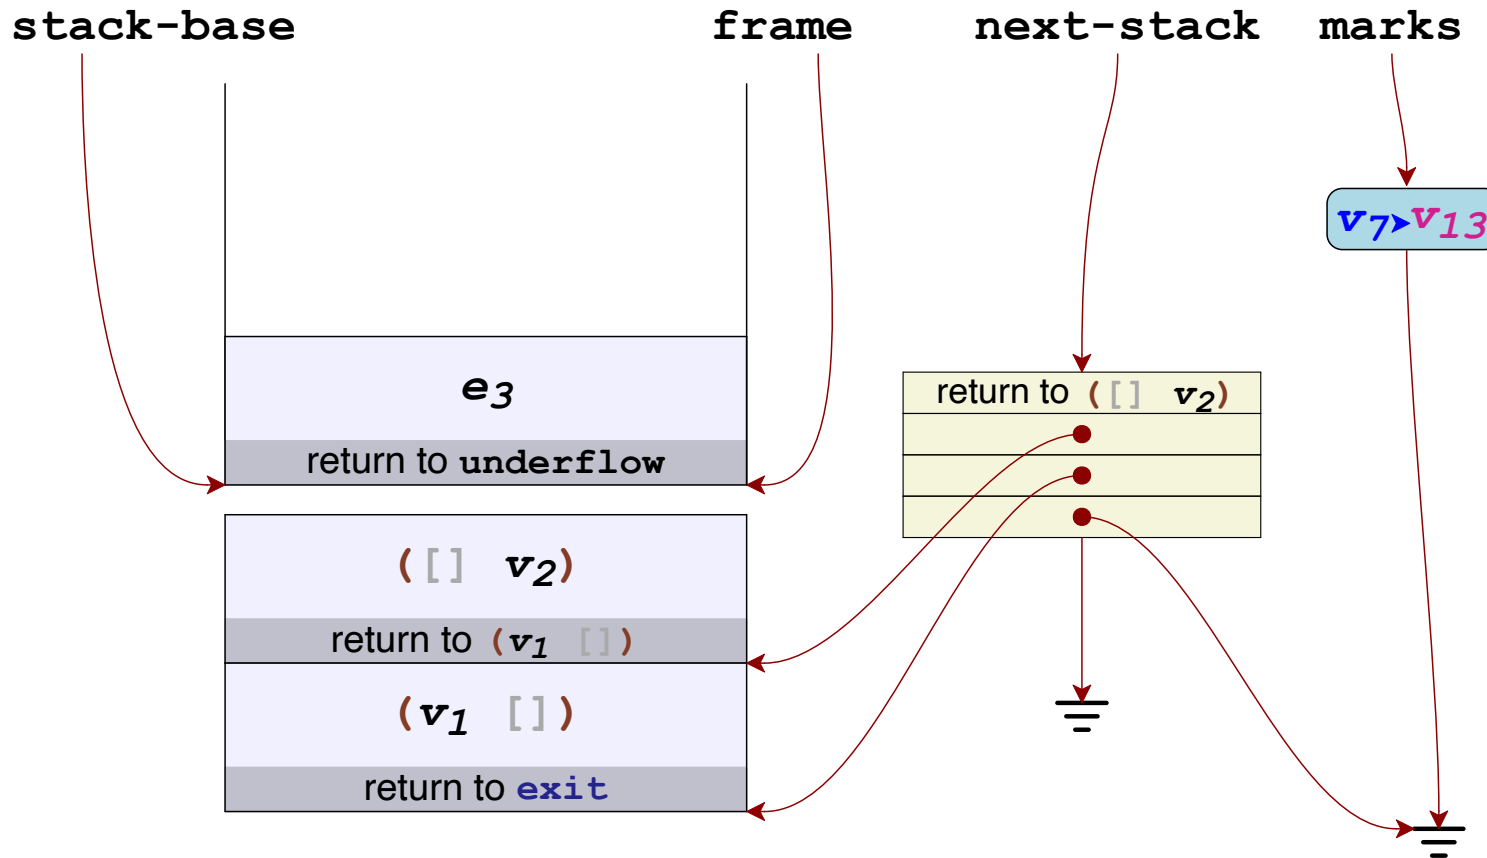 stack-base frame next-stack marks
v7➤v13
e3
return to ([] v2)
return to underflow
([] v2)
return to (v1 [])
(v1 [])
return to exit